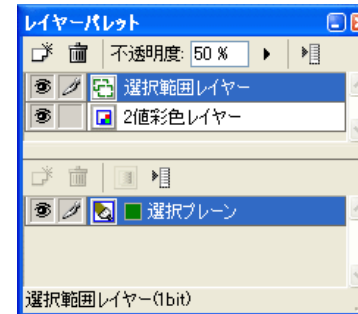 レイヤーパレット
不透明度: 50 %
選択範囲レイヤー
2値彩色レイヤー
選択プレーン
選択範囲レイヤー(1bit)